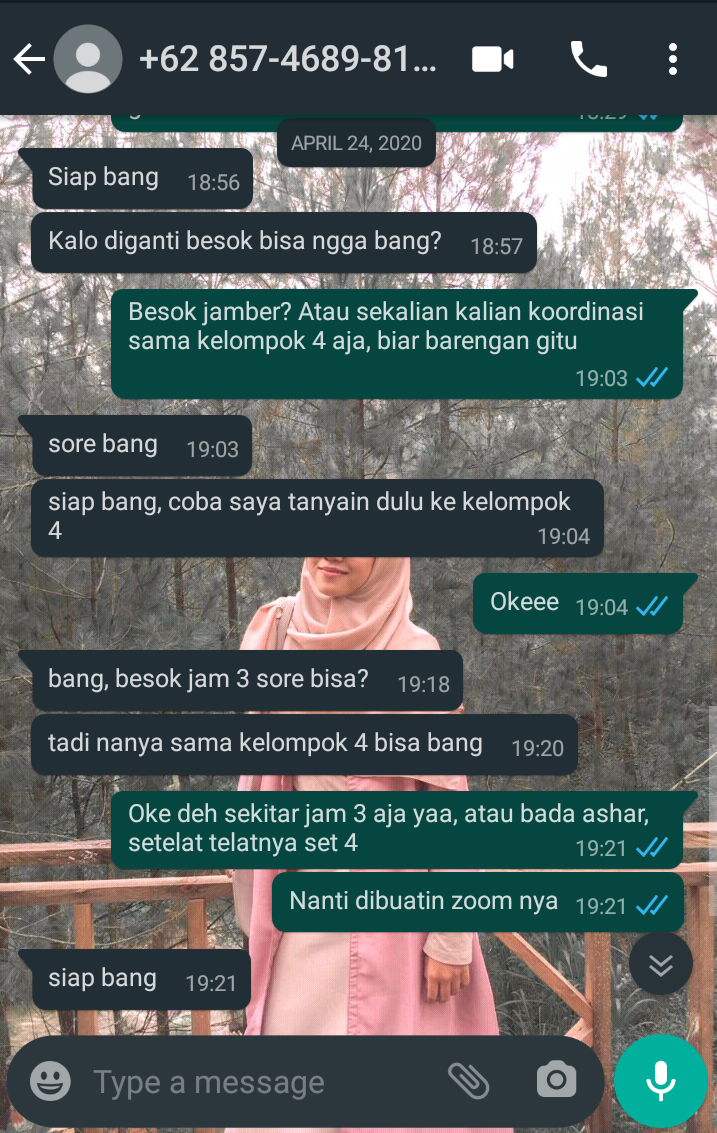 +62 857-4689-81...
18:29
APRIL 24, 2020
Siap bang 18:56
Kalo diganti besok bisa ngga bang? 18:57
Besok jamber? Atau sekalian kalian koordinasi
sama kelompok 4 aja, biar barengan gitu
19:03
sore bang 19:03
siap bang, coba saya tanyain dulu ke kelompok
4 19:04
Okeee 19:04
bang, besok jam 3 sore bisa? 19:18
tadi nanya sama kelompok 4 bisa bang 19:20
Oke deh sekitar jam 3 aja yaa, atau bada ashar,
setelat telatnya set 4 19:21
Nanti dibuatin zoom nya 19:21
siap bang 19:21
Type a message